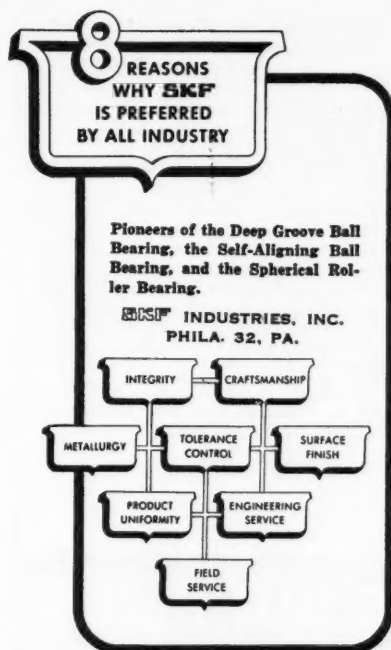 8
REASONS
WHY SKF
IS PREFERRED
BY ALL INDUSTRY
Pioneers of the Deep Groove Ball
Bearing, the Self-Aligning Ball
Bearing, and the Spherical Rol-
ler Bearing.
SKF INDUSTRIES, INC.
PHILA. 32, PA.
INTEGRITY
CRAFTSMANSHIP
METALLURGY
TOLERANCE
CONTROL
SURFACE
FINISH
PRODUCT
UNIFORMITY
ENGINEERING
SERVICE
FIELD
SERVICE